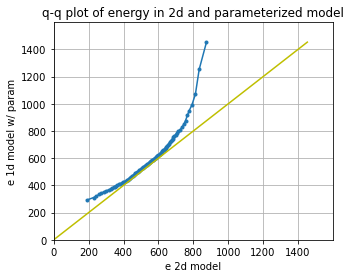 q-q plot of energy in 2d and parameterized model
e 1d model w/ param
1400
1200
1000
800
600
400
200
0
0 200 400 600 800 1000 1200 1400
e 2d model